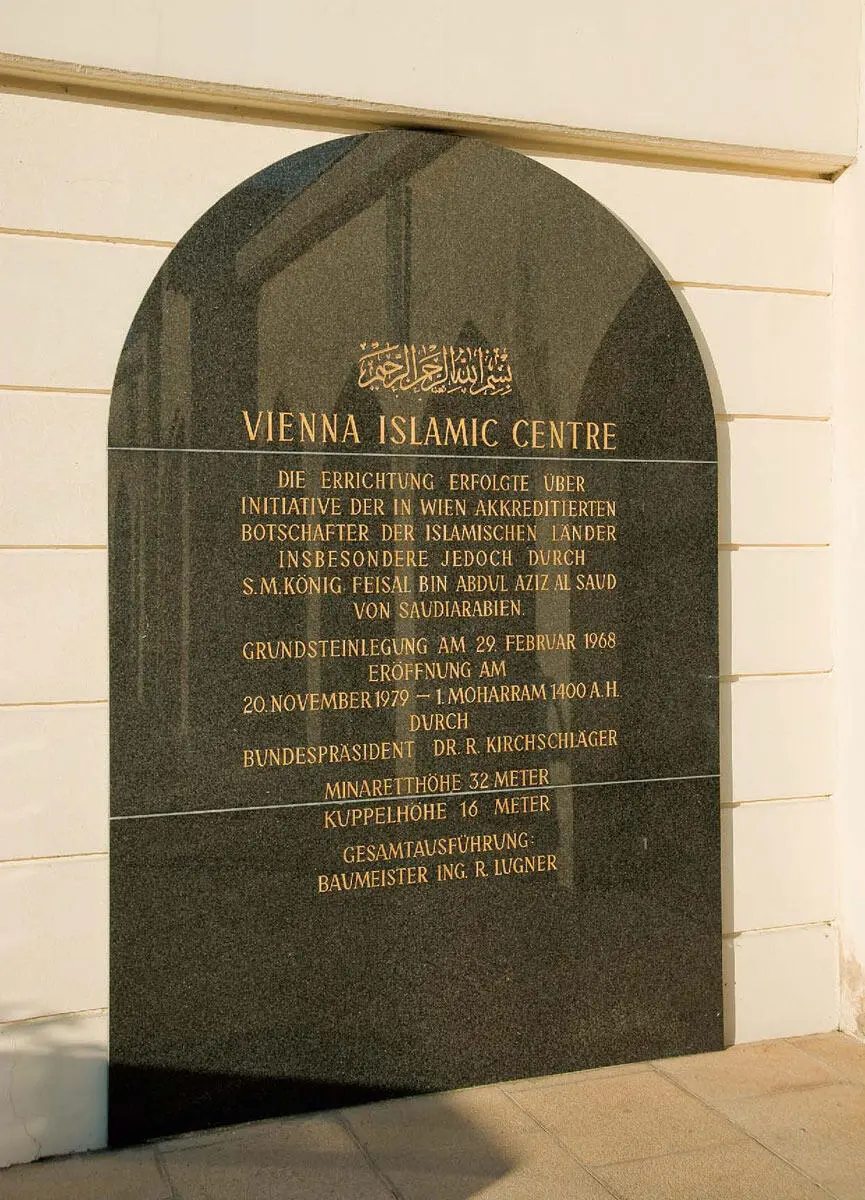 بسم الله الرحمن الرحيم
VIENNA ISLAMIC CENTRE
DIE ERRICHTUNG ERFOLGTE ÜBER
INITIATIVE DER IN WIEN AKKREDITIERTEN
BOTSCHAFTER DER ISLAMISCHEN LÄNDER
INSBESONDERE JEDOCH DURCH
S.M.KÖNIG FEISAL BIN ABDUL AZIZ AL SAUD
VON SAUDIARABIEN.
GRUNDSTEINLEGUNG AM 29. FEBRUAR 1968
ERÖFFNUNG AM
20.NOVEMBER 1979 – 1.MOHARRAM 1400 A.H.
DURCH
BUNDESPRÄSIDENT DR. R. KIRCHSCHLÄGER
MINARETTHÖHE 32 METER
KUPPELHÖHE 16 METER
GESAMTAUSFÜHRUNG:
BAUMEISTER ING. R. LUGNER